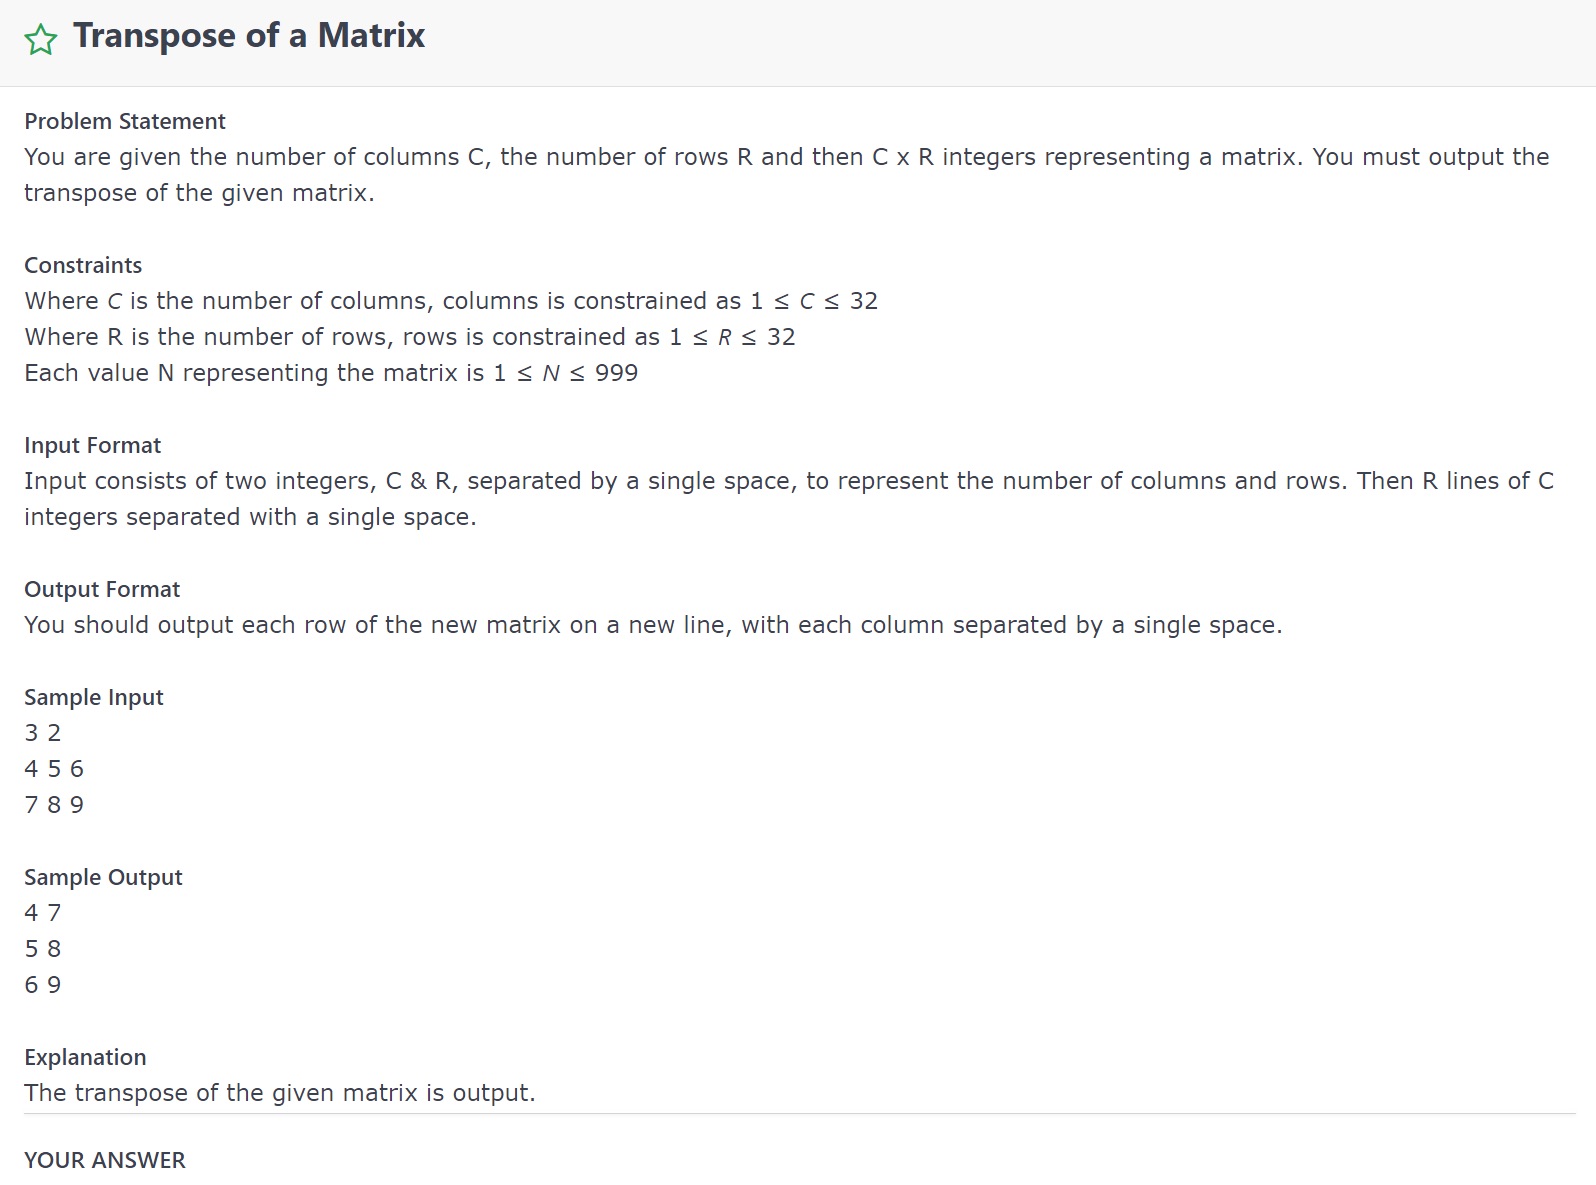 Transpose of a Matrix
Problem Statement
You are given the number of columns C, the number of rows R and then C x R integers representing a matrix. You must output the
transpose of the given matrix.
Constraints
Where C is the number of columns, columns is constrained as 1 ≤ C ≤ 32
Where R is the number of rows, rows is constrained as 1 ≤ R ≤ 32
Each value N representing the matrix is 1 ≤ N ≤ 999
Input Format
Input consists of two integers, C & R, separated by a single space, to represent the number of columns and rows. Then R lines of C
integers separated with a single space.
Output Format
You should output each row of the new matrix on a new line, with each column separated by a single space.
Sample Input
3 2
4 5 6
7 8 9
Sample Output
4 7
5 8
6 9
Explanation
The transpose of the given matrix is output.
YOUR ANSWER